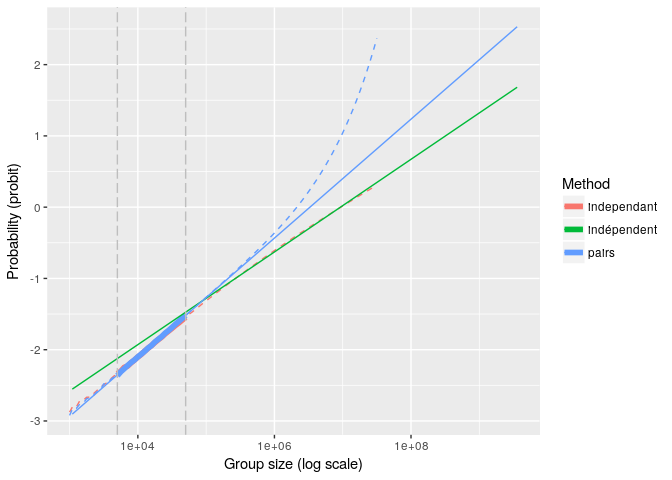 2
1
0
-1
-2
-3
Probability (probit)
1e+04
1e+06
1e+08
Group size (log scale)
Method
Independant
Indépendent
pairs